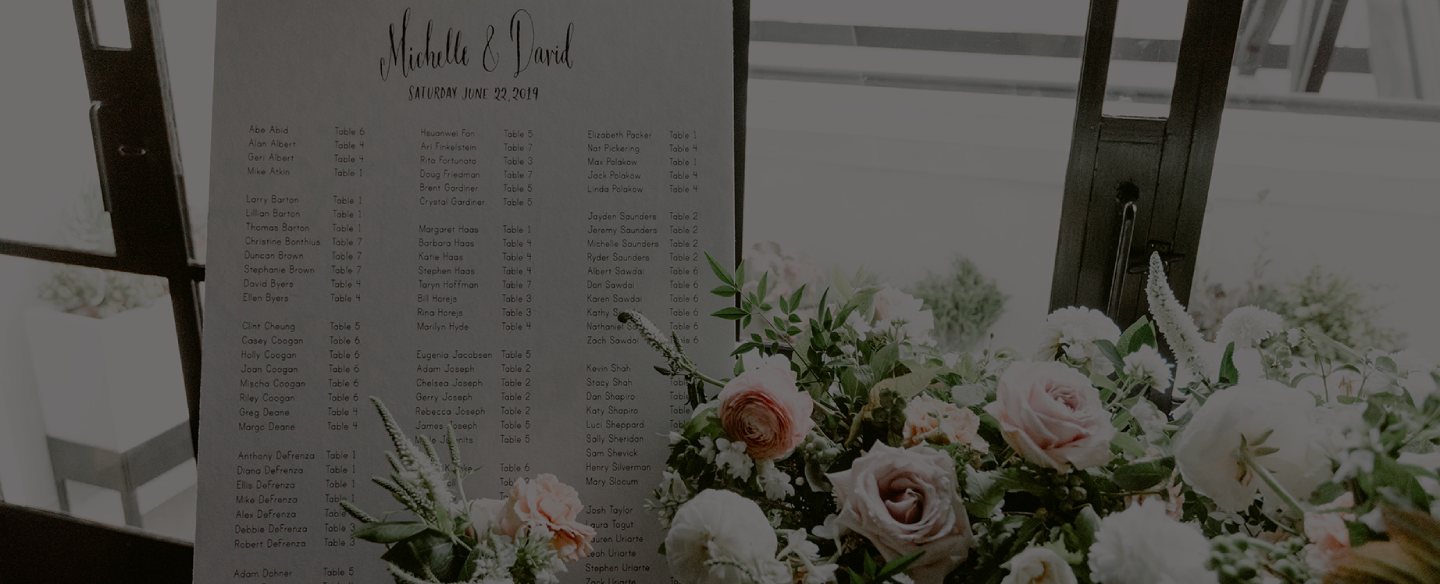 Michelle & David
SATURDAY JUNE 22, 2019
Abe Abid Table 6
Alan Albert Table 4
Geri Albert Table 4
Mike Atkin Table 1
Larry Barton Table 1
Lillian Barton Table 1
Thomas Barton Table 1
Christine Bonthius Table 7
Duncan Brown Table 7
Stephanie Brown Table 7
David Byers Table 4
Ellen Byers Table 4
Clint Cheung Table 5
Casey Coogan Table 6
Holly Coogan Table 6
Joan Coogan Table 6
Mischa Coogan Table 6
Riley Coogan Table 6
Greg Deane Table 4
Margo Deane Table 4
Anthony DeFrenza Table 1
Diana DeFrenza Table 1
Ellis DeFrenza Table 1
Mike DeFrenza Table 1
Alex DeFrenza Table
Debbie DeFrenza Table 3
Robert DeFrenza Table 3
Adam Dohner Table 5
Hsuanwei Fan Table 5
Ari Finkelstein Table 7
Rita Fortunato Table 3
Doug Friedman Table 7
Brent Gardiner Table 5
Crystal Gardiner Table 5
Margaret Haas Table 1
Barbara Haas Table 4
Katie Haas Table 4
Stephen Haas Table 4
Taryn Hoffman Table 7
Bill Horejs Table 3
Rina Horejs Table 3
Marilyn Hyde Table 4
Eugenia Jacobsen Table 5
Adam Joseph Table 2
Chelsea Joseph Table 2
Gerry Joseph Table 2
Rebecca Joseph Table 2
James Joseph Table 5
Table 5
Table 6
Elizabeth Packer Table 1
Nat Pickering Table 4
Max Polakow Table 1
Jack Polakow Table 4
Linda Polakow Table 4
Jayden Saunders Table 2
Jeremy Saunders Table 2
Michelle Saunders Table 2
Ryder Saunders Table 2
Albert Sawdai Table 6
Dan Sawdai Table 6
Karen Sawdai Table 6
Kathy Table 6
Nathaniel Table 6
Zach Sawdai
Kevin Shah
Stacy Shah
Dan Shapiro
Katy Shapiro
Luci Sheppard
Sally Sheridan
Sam Shevick
Henry Silverman
Mary Slocum
Josh Taylor
Laura Togut
Lauren Uriarte
Leah Uriarte
Stephen Uriarte
Zach Uriarte